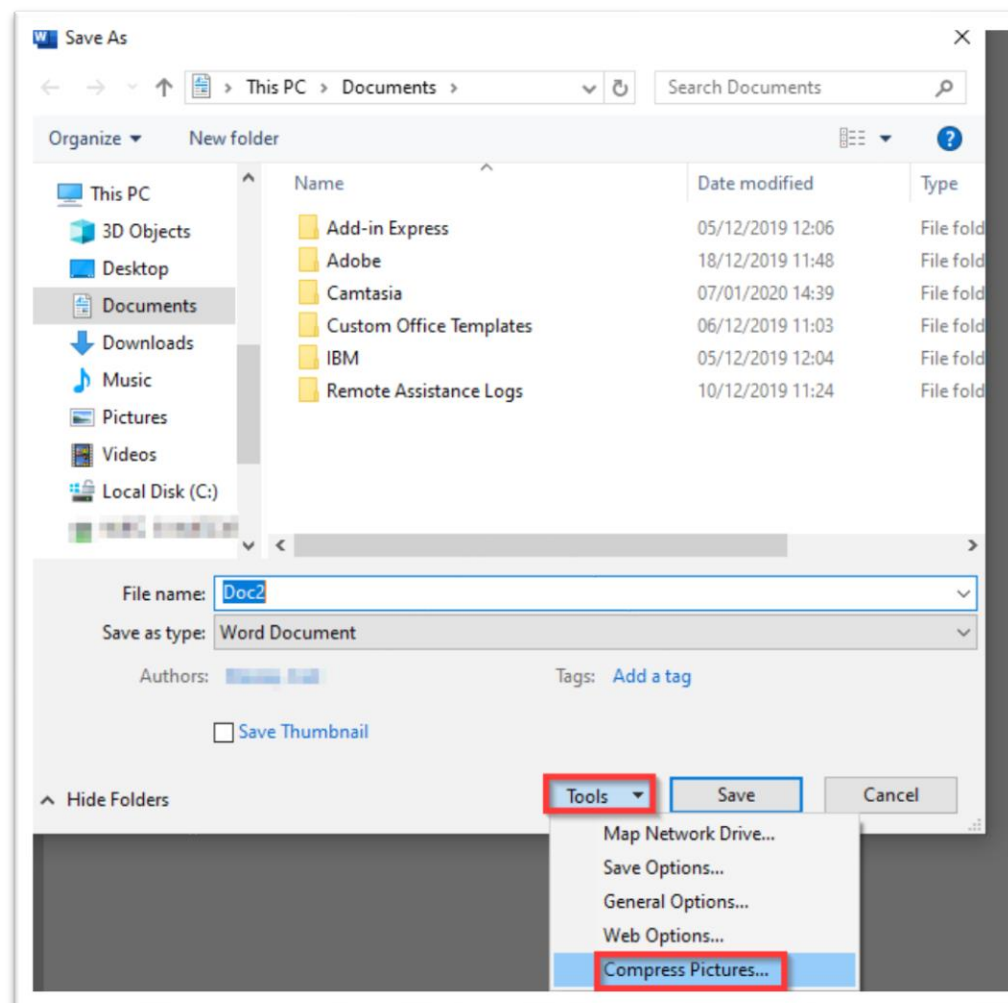 Save As
This PC > Documents >
Search Documents
Organize
New folder
Name Date modified Type
This PC
3D Objects
Desktop
Documents
Downloads
Music
Pictures
Videos
Local Disk (C:)
Add-in Express 05/12/2019 12:06 File fold
Adobe 18/12/2019 11:48 File fold
Camtasia 07/01/2020 14:39 File fold
Custom Office Templates 06/12/2019 11:03 File fold
IBM 05/12/2019 12:04 File fold
Remote Assistance Logs 10/12/2019 11:24 File fold
File name: Doc2
Save as type: Word Document
Authors:
Tags: Add a tag
Save Thumbnail
Hide Folders
Tools
Save
Cancel
Map Network Drive...
Save Options...
General Options...
Web Options...
Compress Pictures...